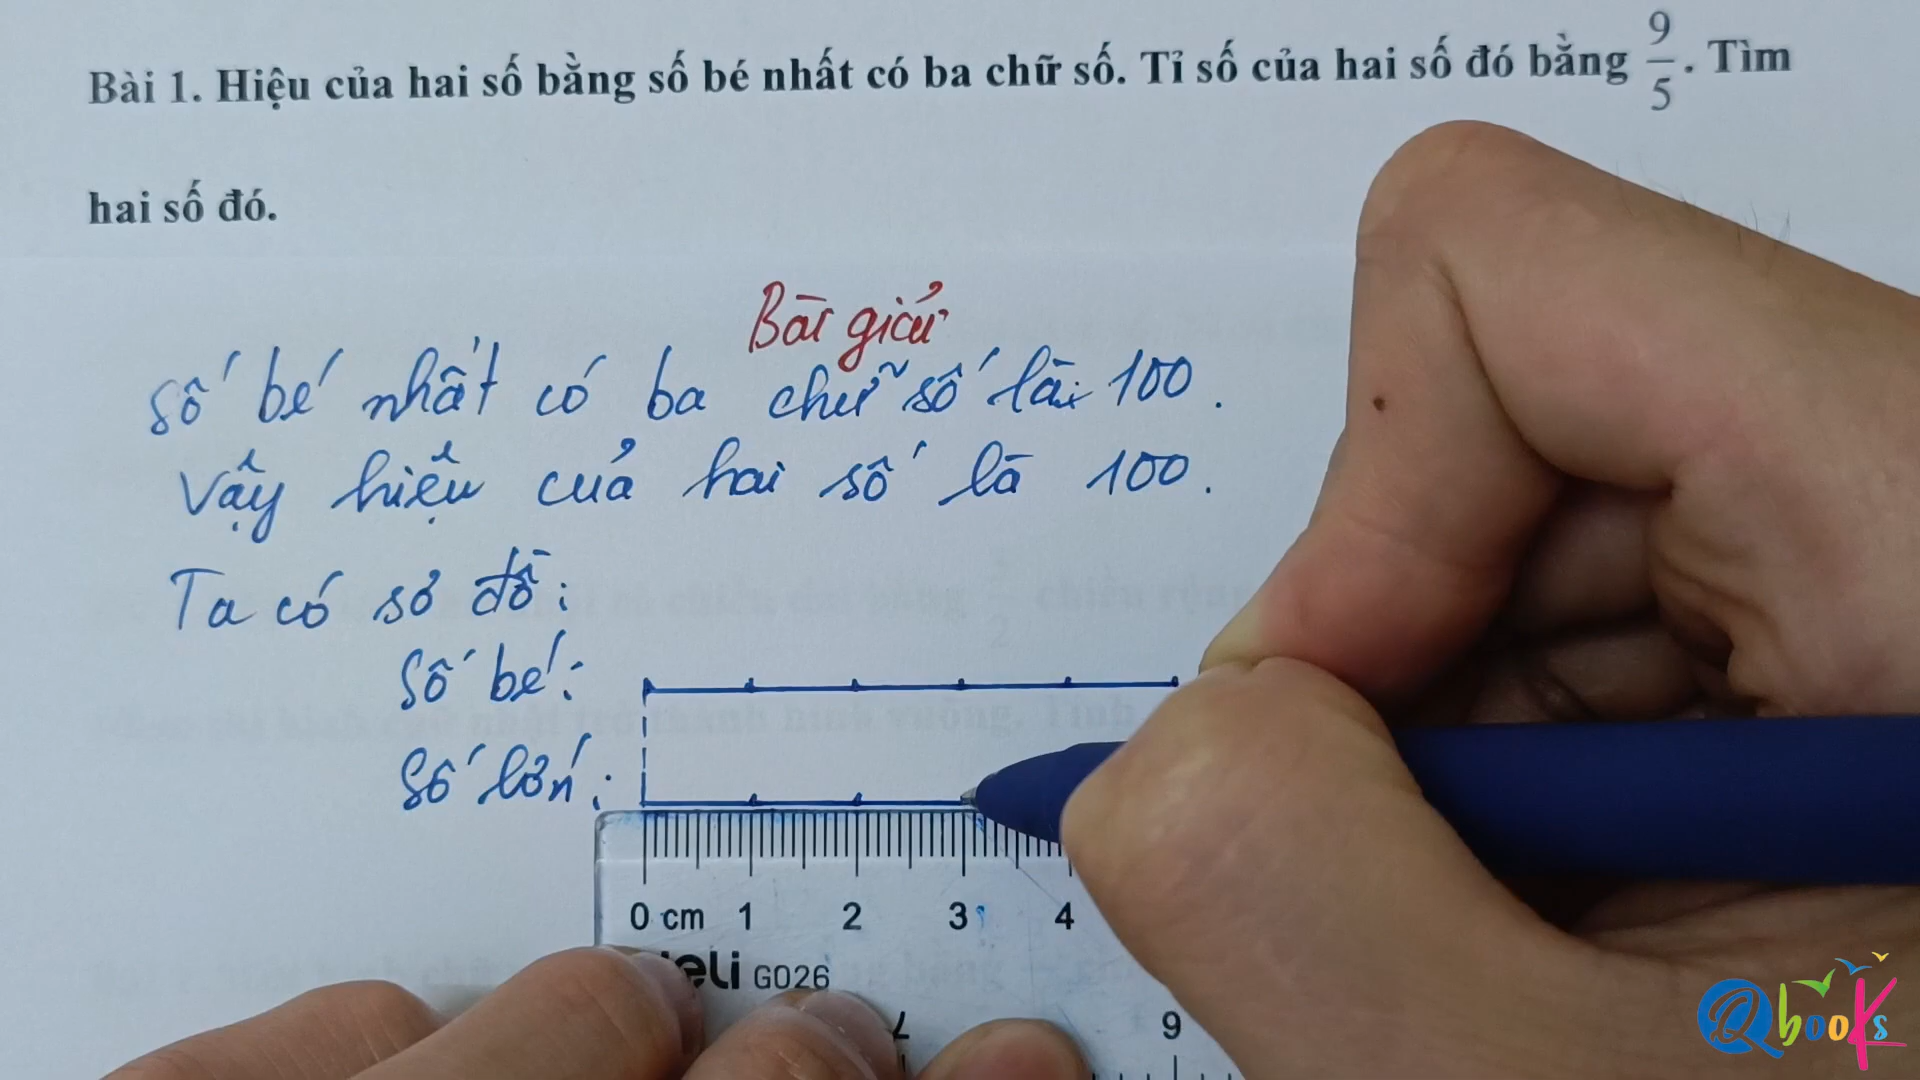 Bài 1. Hiệu của hai số bằng số bé nhất có ba chữ số. Tỉ số của hai số đó bằng 9/5. Tìm
hai số đó.
Bài giải
Số bé nhất có ba chữ số là: 100.
Vậy hiệu của hai số là 100.
Ta có sơ đồ:
Số bé:
Số lớn:
0 cm 1 2 3 4
deli G026
9
Qbooks